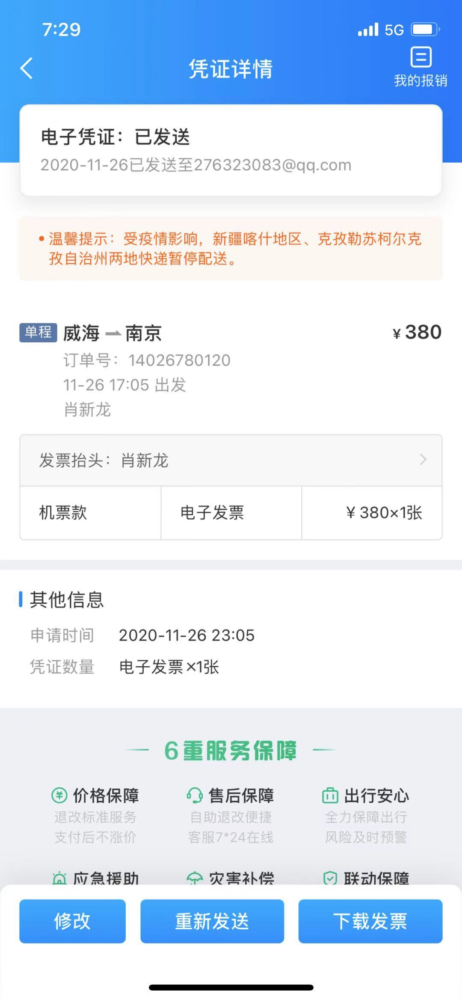 7:29
5G
凭证详情
我的报销
电子凭证：已发送
2020-11-26已发送至276323083@qq.com
• 温馨提示：受疫情影响，新疆喀什地区、克孜勒苏柯尔克
孜自治州两地快递暂停配送。
单程 威海 南京 ¥380
订单号：14026780120
11-26 17:05 出发
肖新龙
发票抬头：肖新龙
机票款 电子发票 ¥ 380×1张
其他信息
申请时间 2020-11-26 23:05
凭证数量 电子发票×1张
6重服务保障
价格保障 售后保障 出行安心
退改标准服务 自助退改便捷 全力保障出行
支付后不涨价 客服7*24在线 风险及时预警
应急援助 灾害补偿 联动保障
修改 重新发送 下载发票